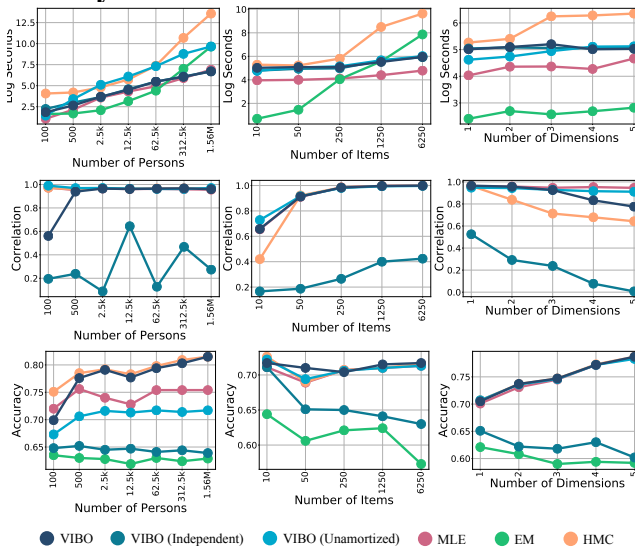 12.5
10.0
7.5
5.0
2.5
Log Seconds
100 500 2.5k 12.5k 62.5k 312.5k 1.56M
Number of Persons
10
8
6
4
2
Log Seconds
10 50 250 1250 6250
Number of Items
6
5
4
3
Log Seconds
1 2 3 4 5
Number of Dimensions
1.0
0.8
0.6
0.4
0.2
Correlation
100 500 2.5k 12.5k 62.5k 312.5k 1.56M
Number of Persons
1.0
0.8
0.6
0.4
0.2
Correlation
10 50 250 1250 6250
Number of Items
1.0
0.8
0.6
0.4
0.2
0.0
Correlation
1 2 3 4 5
Number of Dimensions
0.80
0.75
0.70
0.65
Accuracy
100 500 2.5k 12.5k 62.5k 312.5k 1.56M
Number of Persons
0.70
0.65
0.60
Accuracy
10 50 250 1250 6250
Number of Items
0.75
0.70
0.65
0.60
Accuracy
1 2 3 4 5
Number of Dimensions
VIBO VIBO (Independent) VIBO (Unamortized) MLE EM HMC